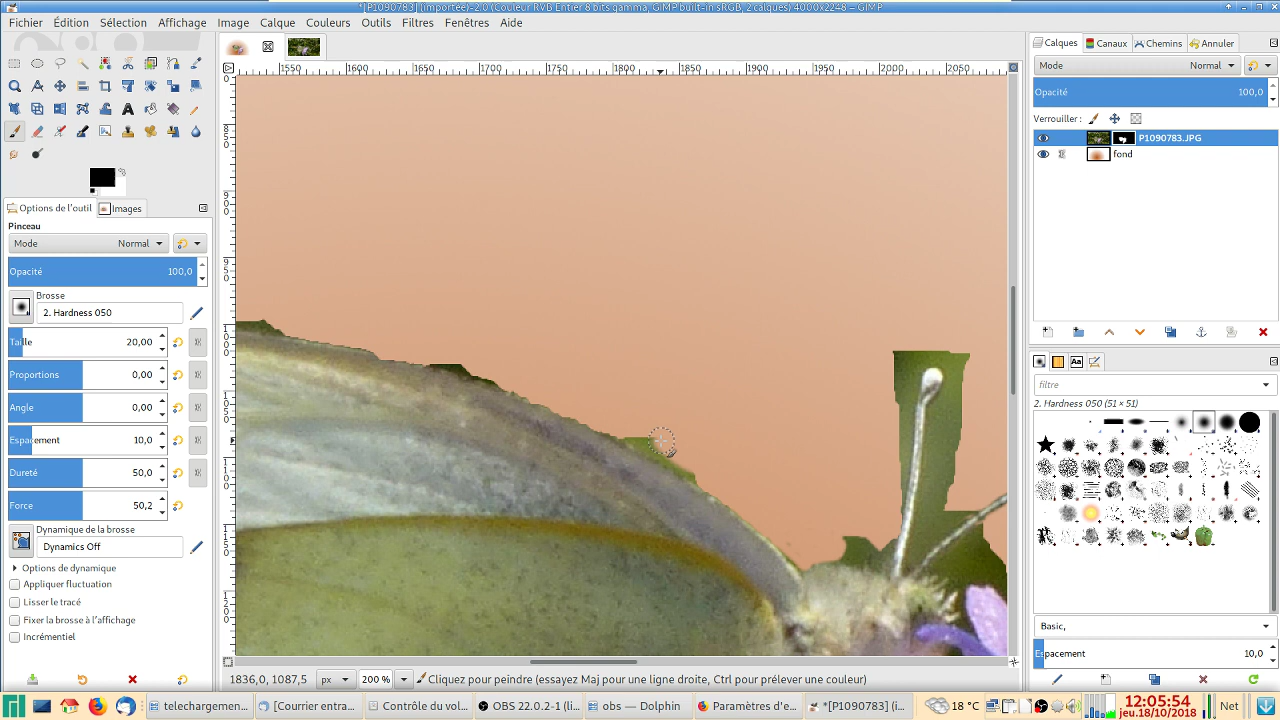 *[P1090783] (importée)-2.0 (Couleur RVB Entier 8 bits gamma, GIMP built-in sRGB, 2 calques) 4000x2248 – GIMP
Fichier Édition Sélection Affichage Image Calque Couleurs Outils Filtres Fenêtres Aide
Options de l'outil Images
Pinceau
Mode Normal
Opacité 100,0
Brosse
2. Hardness 050
Taille 20,00
Proportions 0,00
Angle 0,00
Espacement 10,0
Dureté 50,0
Force 50,2
Dynamique de la brosse
Dynamics Off
Options de dynamique
Appliquer fluctuation
Lisser le tracé
Fixer la brosse à l'affichage
Incrémentiel
1550 1600 1650 1700 1750 1800 1850 1900 1950 2000 2050
1836,0, 1087,5 px 200 % Cliquez pour peindre (essayez Maj pour une ligne droite, Ctrl pour prélever une couleur)
Calques Canaux Chemins Annuler
Mode Normal
Opacité 100,0
Verrouiller :
P1090783.JPG
fond
filtre
2. Hardness 050 (51 × 51)
Basic,
Espacement 10,0
telechargemen... [Courrier entra... Contrôle du vol... OBS 22.0.2-1 (li... obs — Dolphin Paramètres d'e... *[P1090783] (i... 18 °C 12:05:54 Net
jeu.18/10/2018